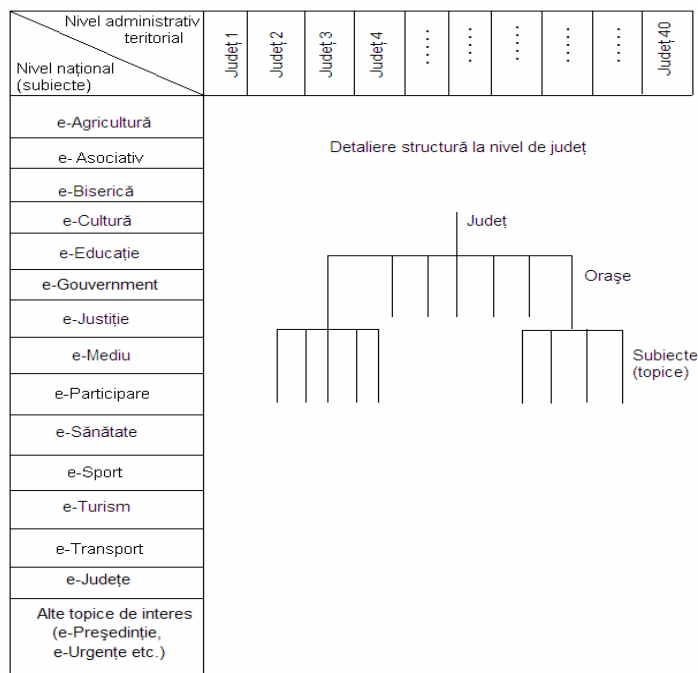 Nivel administrativ
teritorial
Nivel național
(subiecte)
Județ 1
Județ 2
Județ 3
Județ 4
.....
.....
.....
.....
.....
Județ 40
e-Agricultură
e- Asociativ
e-Biserică
e-Cultură
e-Educație
e-Gouvernment
e-Justiție
e-Mediu
e-Participare
e-Sănătate
e-Sport
e-Turism
e-Transport
e-Județe
Alte topice de interes
(e-Preşedinție,
e-Urgențe etc.)
Detaliere structură la nivel de județ
Județ
Oraşe
Subiecte
(topice)